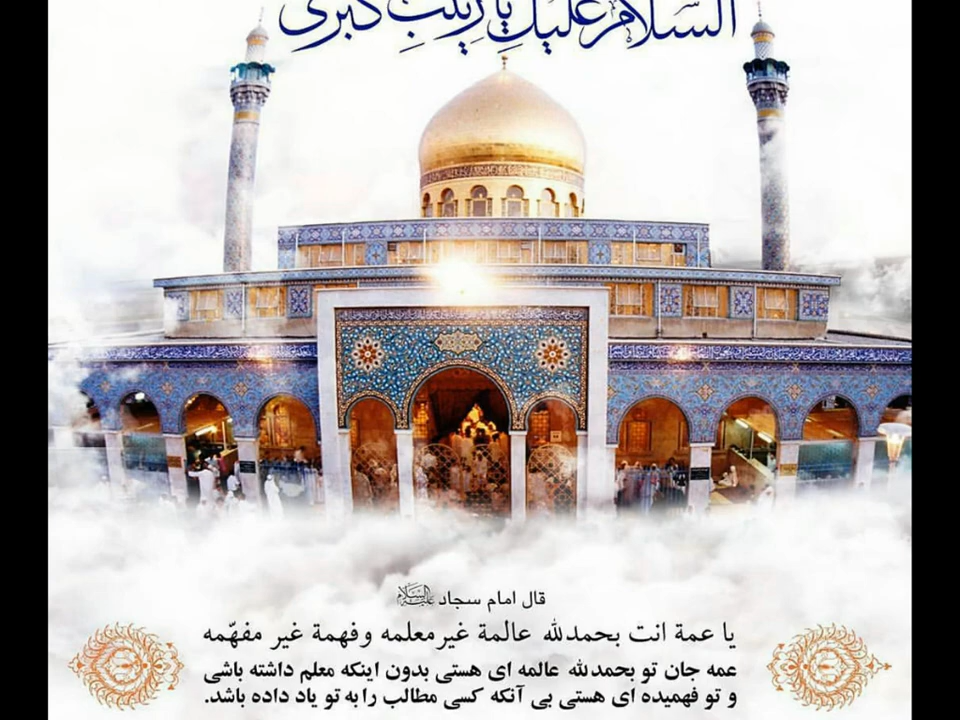 السلام علیک یا زینب کبری
قال امام سجاد علیه السلام
یا عمة انت بحمدلله عالمة غیر معلمه وفهمة غیر مفهّمه
عمه جان تو بحمدلله عالمه ای هستی بدون اینکه معلم داشته باشی
و تو فهمیده ای هستی بی آنکه کسی مطالب را به تو یاد داده باشد.